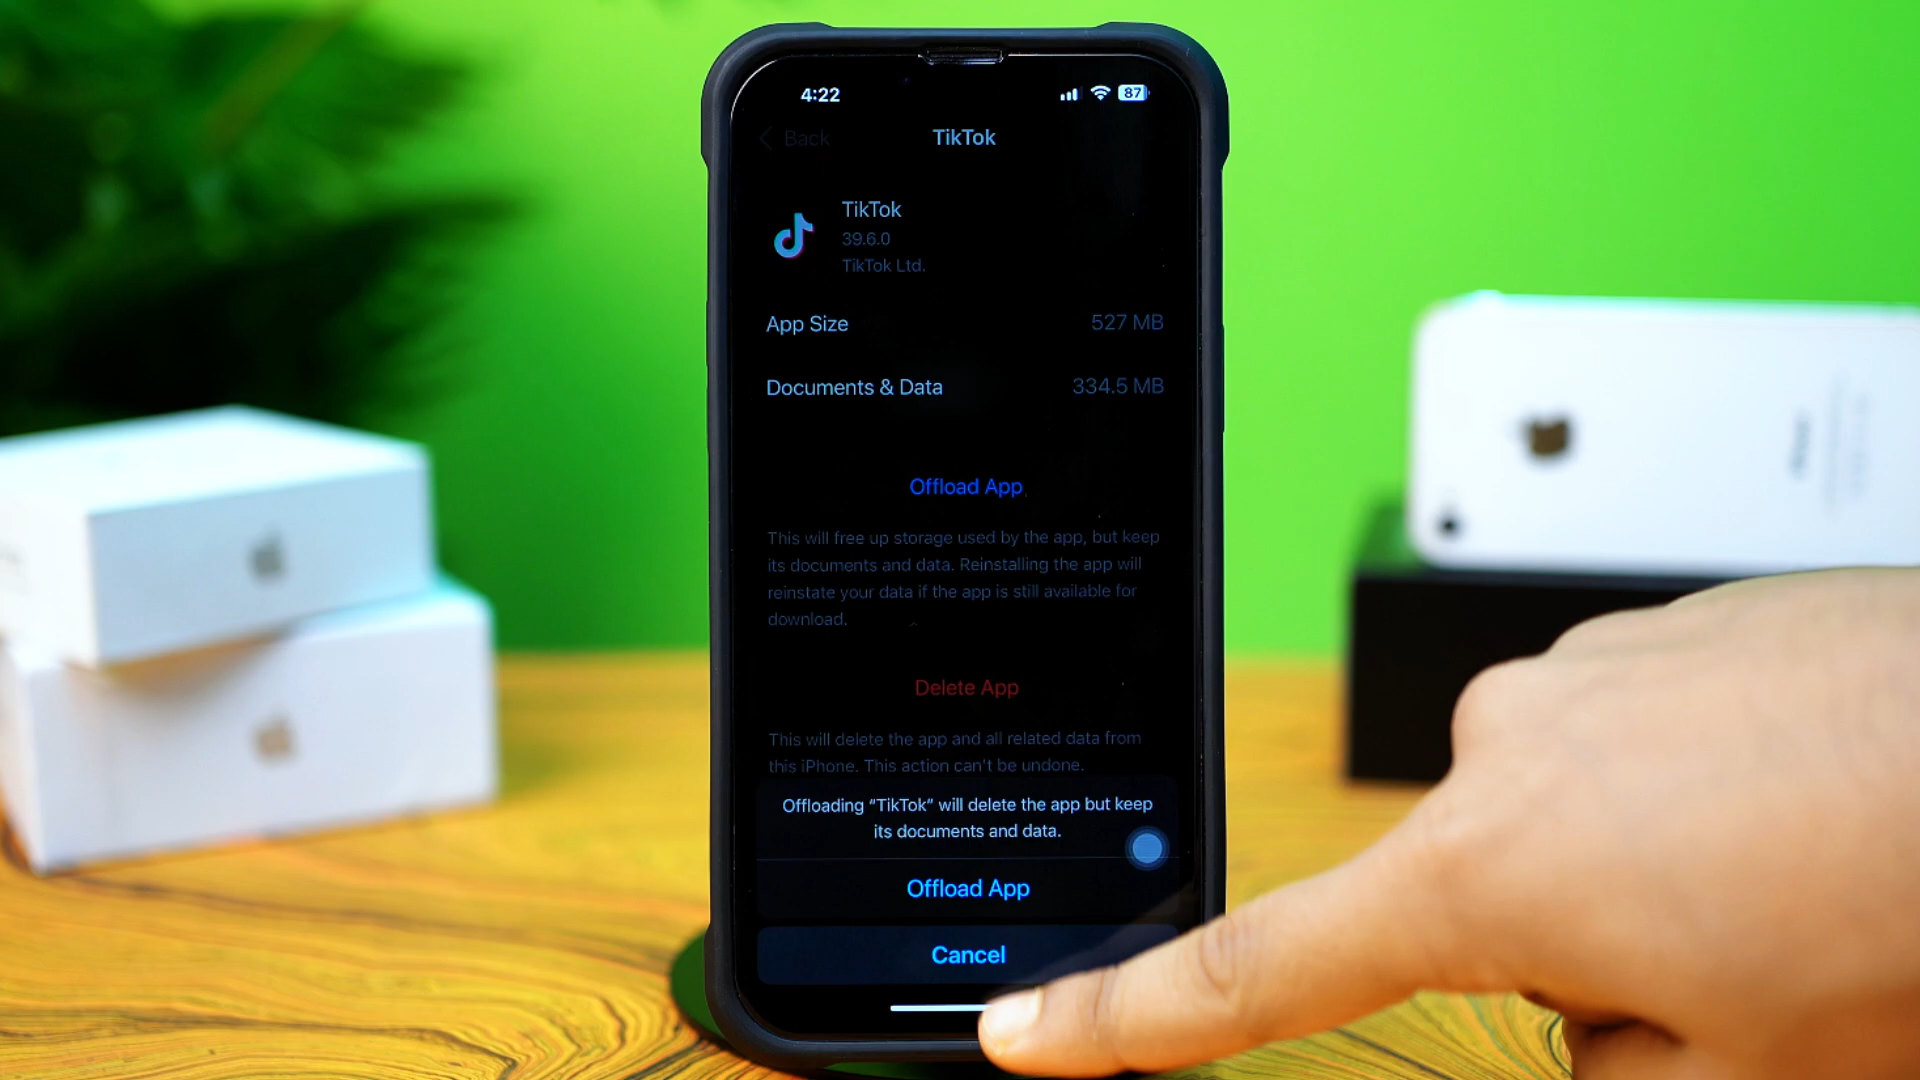 4:22
87
Back
TikTok
TikTok
39.6.0
TikTok Ltd.
App Size
527 MB
Documents & Data
334.5 MB
Offload App
This will free up storage used by the app, but keep
its documents and data. Reinstalling the app will
reinstate your data if the app is still available for
download.
Delete App
This will delete the app and all related data from
this iPhone. This action can't be undone.
Offloading “TikTok” will delete the app but keep
its documents and data.
Offload App
Cancel